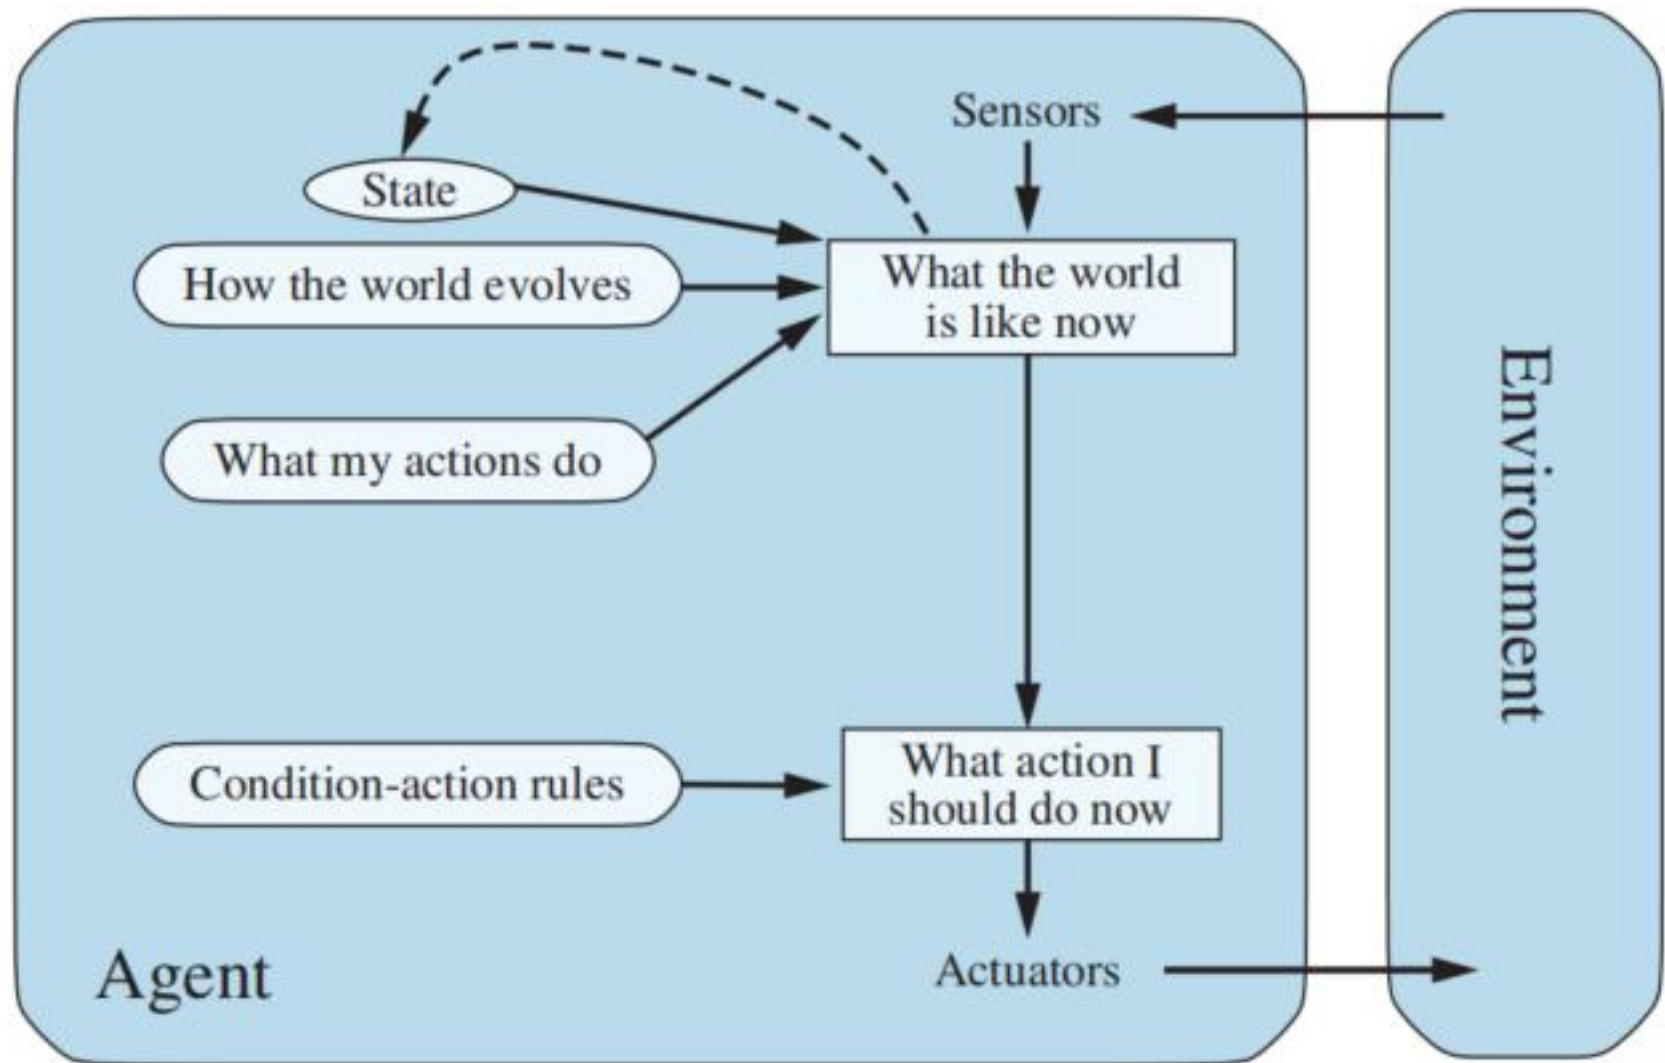 Sensors
State
How the world evolves
What the world
is like now
What my actions do
Environment
Condition-action rules
What action I
should do now
Agent
Actuators